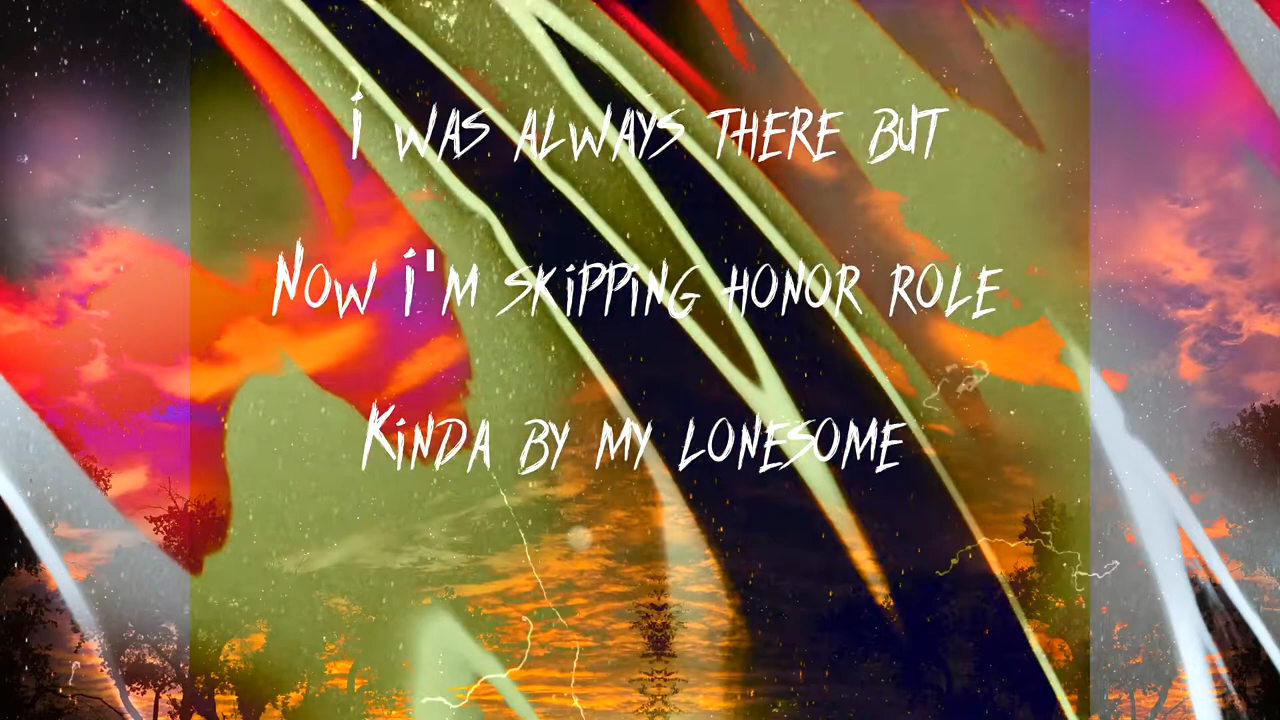 I was always there but
Now I'm skipping honor role
Kinda by my lonesome